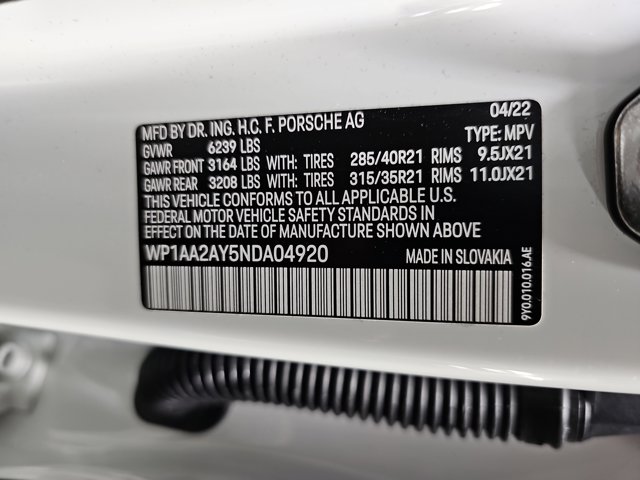 MFD BY DR. ING. H.C. F. PORSCHE AG 04/22
GVWR 6239 LBS TYPE: MPV
GAWR FRONT 3164 LBS WITH: TIRES 285/40R21 RIMS 9.5JX21
GAWR REAR 3208 LBS WITH: TIRES 315/35R21 RIMS 11.0JX21
THIS VEHICLE CONFORMS TO ALL APPLICABLE U.S.
FEDERAL MOTOR VEHICLE SAFETY STANDARDS IN
EFFECT ON THE DATE OF MANUFACTURE SHOWN ABOVE
WP1AA2AY5NDA04920 MADE IN SLOVAKIA
9Y0.010.016.AE